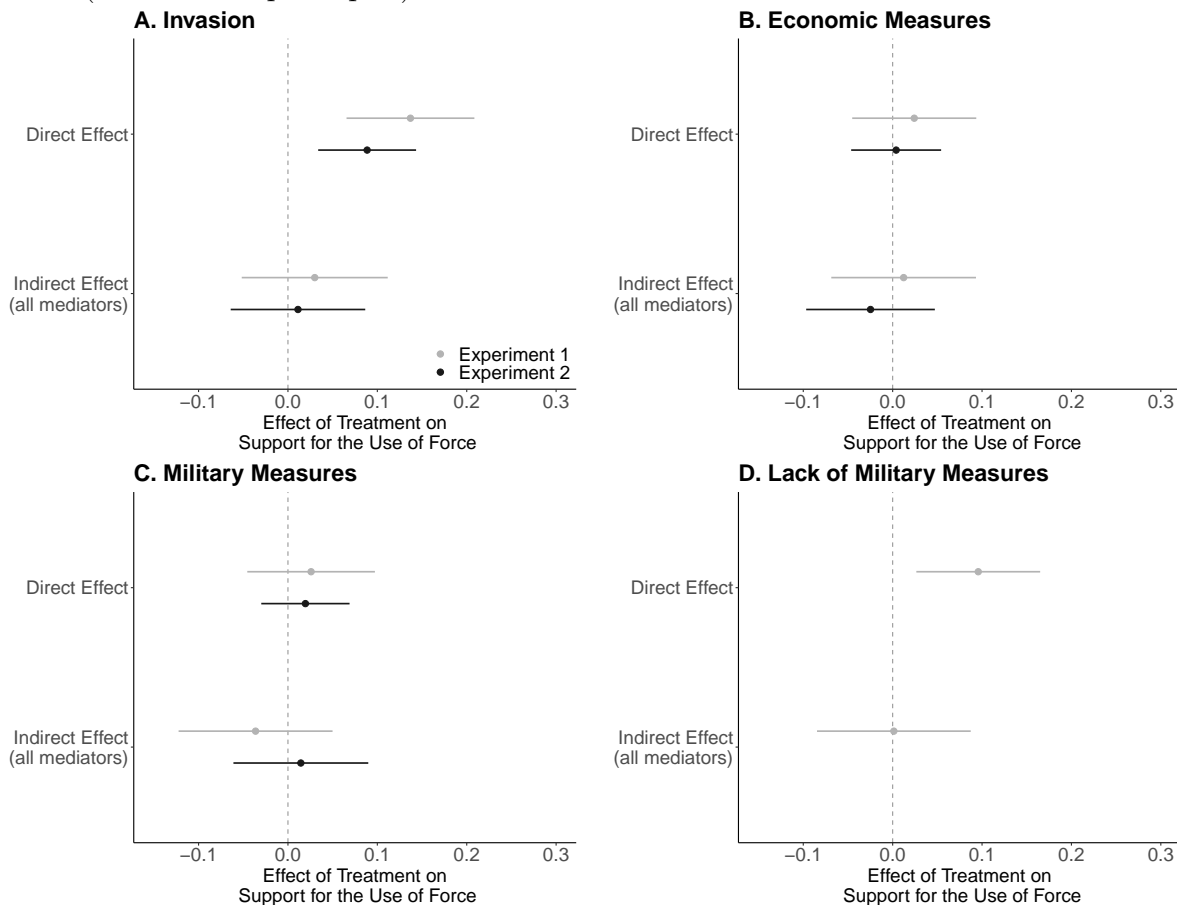 A. Invasion
Direct Effect
Indirect Effect
(all mediators)
Experiment 1
Experiment 2
−0.1 0.0 0.1 0.2 0.3
Effect of Treatment on
Support for the Use of Force
B. Economic Measures
Direct Effect
Indirect Effect
(all mediators)
−0.1 0.0 0.1 0.2 0.3
Effect of Treatment on
Support for the Use of Force
C. Military Measures
Direct Effect
Indirect Effect
(all mediators)
−0.1 0.0 0.1 0.2 0.3
Effect of Treatment on
Support for the Use of Force
D. Lack of Military Measures
Direct Effect
Indirect Effect
(all mediators)
−0.1 0.0 0.1 0.2 0.3
Effect of Treatment on
Support for the Use of Force